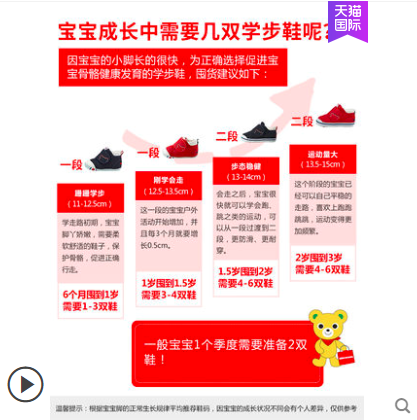 天猫
国际
宝宝成长中需要几双学步鞋呢?
因宝宝的小脚长的很快，为正确选择促进宝
宝骨骼健康发育的学步鞋，囤货建议如下：
一段
一段
二段
二段
蹒跚学步
(11-12.5cm)
学走路初期，宝宝
脚丫娇嫩，需要柔
软舒适的鞋子，保
护骨骼，促进正确
行走。
6个月囤到1岁
需要1-3双鞋
刚学会走
(12.5-13.5cm)
这一段的宝宝户外
活动开始增加，并
且每3个月就要增
长0.5cm。
1岁囤到1.5岁
需要3-4双鞋
步态稳健
(13-14cm)
会走之后，宝宝很
快就可以学会跑、
跳之类的运动，可
以从一段过渡到二
段，更防滑、更耐
穿。
1.5岁囤到2岁
需要4-6双鞋
运动量大
(13.5-15cm)
这个阶段的宝宝已
经可以自己平稳的
走路，喜欢上跑跑
跳跳，运动变得更
加频繁。
2岁囤到3岁
需要4-6双鞋
一般宝宝1个季度需要准备2双
鞋！
温馨提示：根据宝宝脚的正常生长规律平均推荐鞋码，因宝宝的成长状况不同会有个人差异，仅供参考